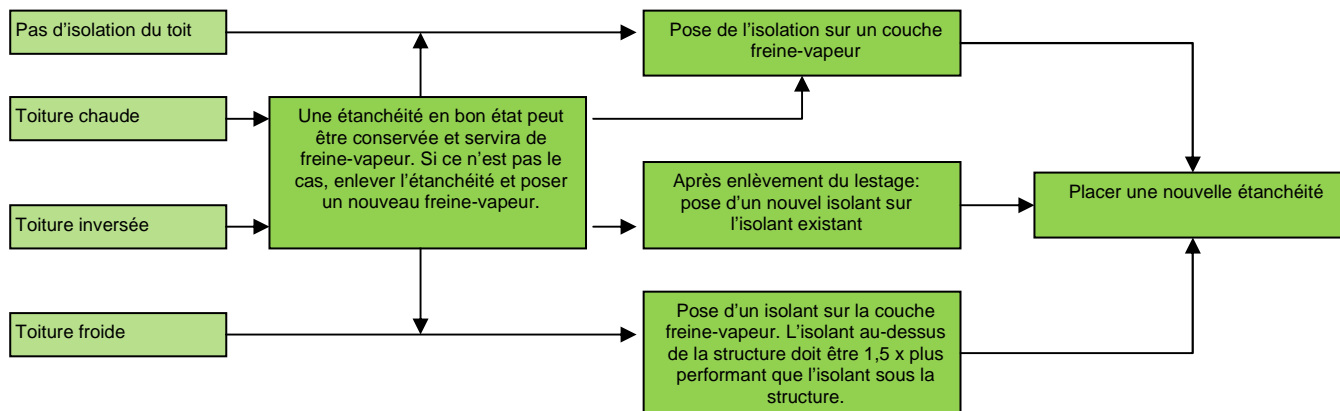 Pas d’isolation du toit
Toiture chaude
Toiture inversée
Toiture froide
Une étanchéité en bon état peut
être conservée et servira de
freine-vapeur. Si ce n’est pas le
cas, enlever l’étanchéité et poser
un nouveau freine-vapeur.
Pose de l’isolation sur un couche
freine-vapeur
Après enlèvement du lestage:
pose d’un nouvel isolant sur
l’isolant existant
Pose d’un isolant sur la couche
freine-vapeur. L’isolant au-dessus
de la structure doit être 1,5 x plus
performant que l’isolant sous la
structure.
Placer une nouvelle étanchéité